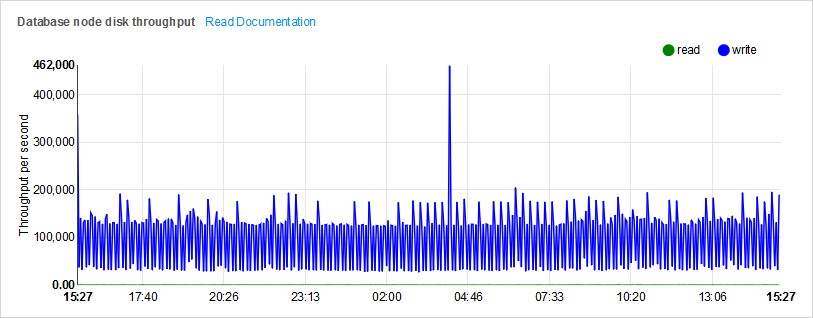 Database node disk throughput Read Documentation
read write
462,000
400,000
300,000
200,000
100,000
0.00
Throughput per second
15:27 17:40 20:26 23:13 02:00 04:46 07:33 10:20 13:06 15:27